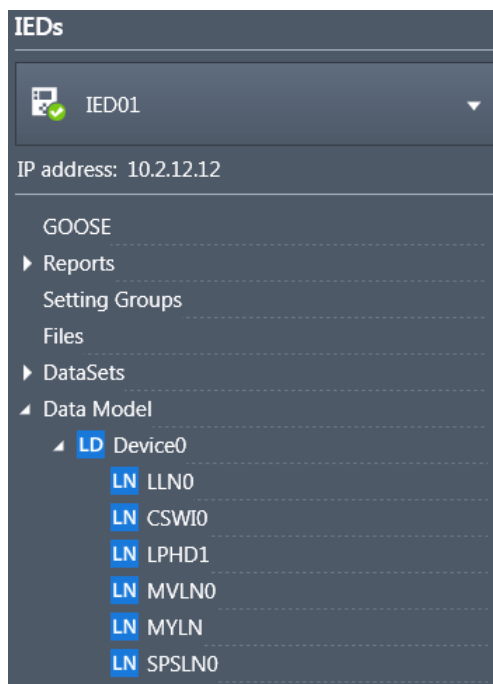 IEDs
IED01
IP address: 10.2.12.12
GOOSE
Reports
Setting Groups
Files
DataSets
Data Model
LD Device0
LN LLN0
LN CSWI0
LN LPHD1
LN MVLN0
LN MYLN
LN SPSLN0